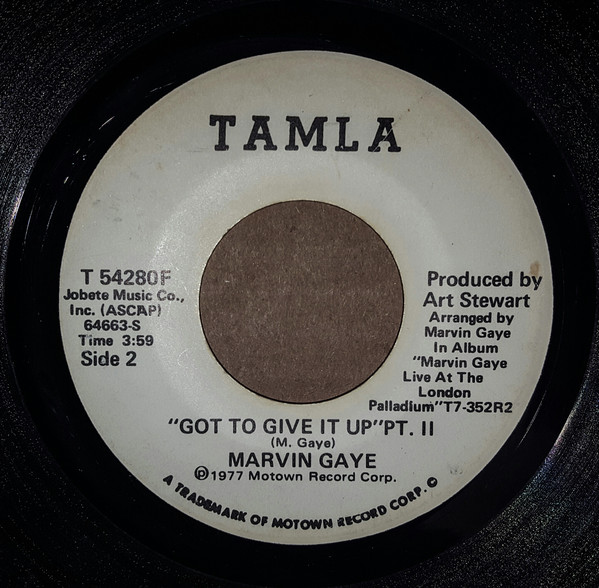 TAMLA
T 54280F
Jobete Music Co.,
Inc. (ASCAP)
64663-S
Time 3:59
Side 2
Produced by
Art Stewart
Arranged by
Marvin Gaye
In Album
"Marvin Gaye
Live At The
London
Palladium"T7-352R2
"GOT TO GIVE IT UP"PT. II
(M. Gaye)
MARVIN GAYE
℗1977 Motown Record Corp.
A TRADEMARK OF MOTOWN RECORD CORP. ©